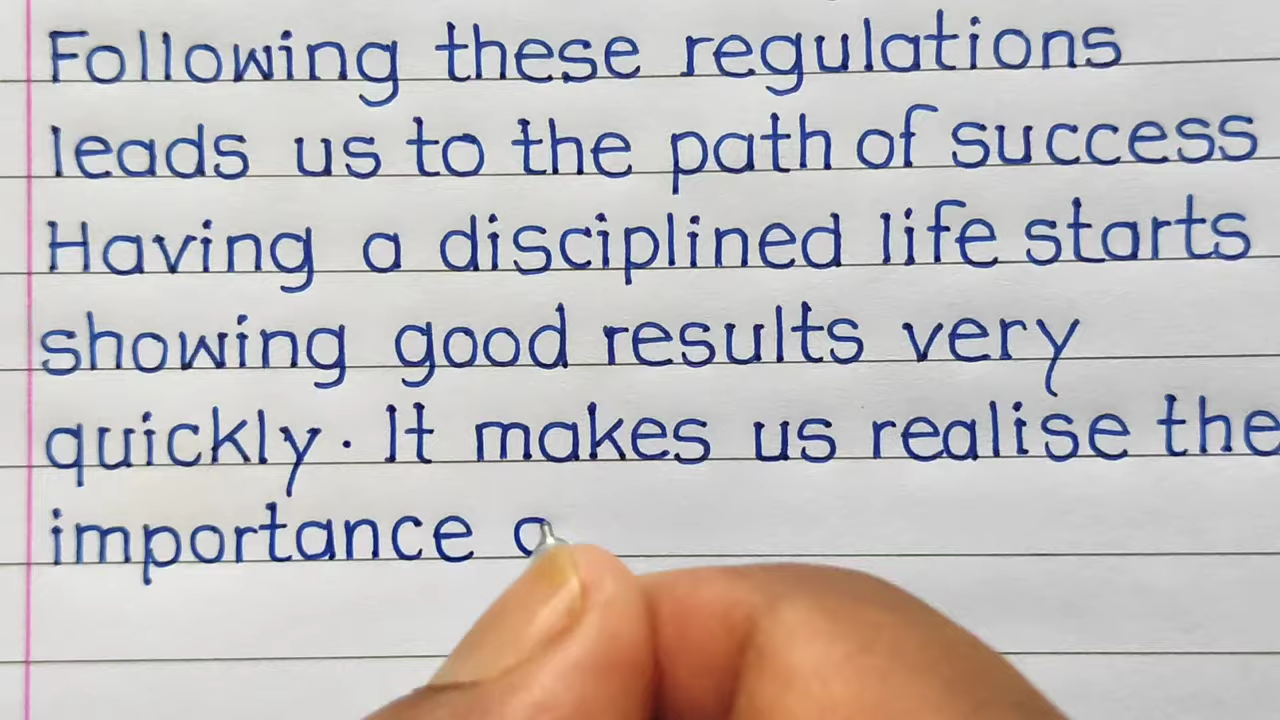 Following these regulations
leads us to the path of success
Having a disciplined life starts
showing good results very
quickly. It makes us realise the
importance